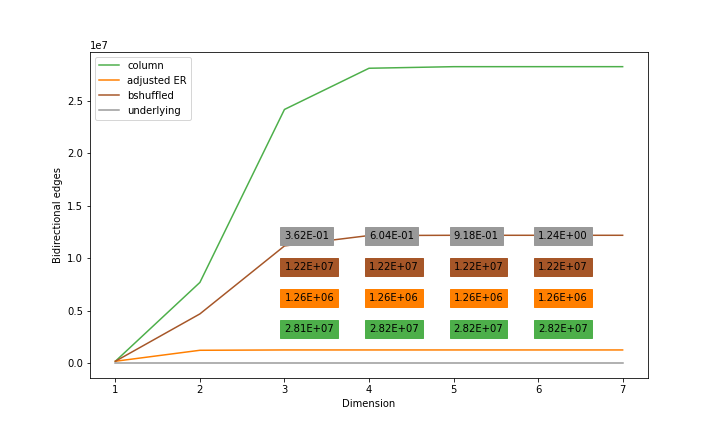 1e7
column
adjusted ER
bshuffled
underlying
2.5
2.0
1.5
1.0
0.5
0.0
Bidirectional edges
3.62E-01 6.04E-01 9.18E-01 1.24E+00
1.22E+07 1.22E+07 1.22E+07 1.22E+07
1.26E+06 1.26E+06 1.26E+06 1.26E+06
2.81E+07 2.82E+07 2.82E+07 2.82E+07
1 2 3 4 5 6 7
Dimension